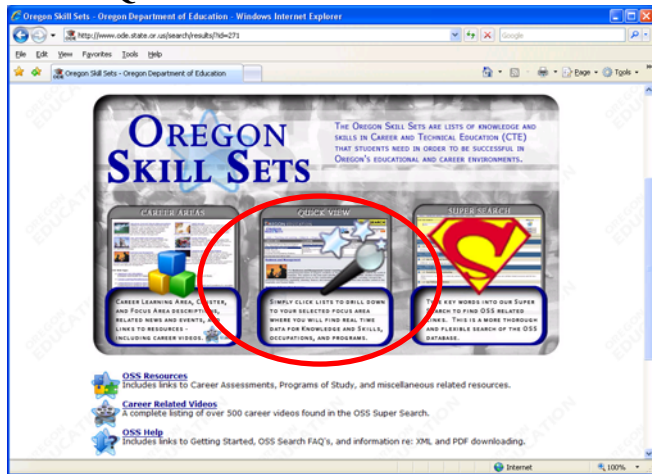 Oregon Skill Sets - Oregon Department of Education - Windows Internet Explorer
http://www.ode.state.or.us/search/results/?id=271
Google
File Edit View Favorites Tools Help
Oregon Skill Sets - Oregon Department of Education
Page Tools
OREGON
SKILL SETS
THE OREGON SKILL SETS ARE LISTS OF KNOWLEDGE AND
SKILLS IN CAREER AND TECHNICAL EDUCATION (CTE)
THAT STUDENTS NEED IN ORDER TO BE SUCCESSFUL IN
OREGON'S EDUCATIONAL AND CAREER ENVIRONMENTS.
CAREER AREAS
CAREER LEARNING AREA, CLUSTER,
AND FOCUS AREA DESCRIPTIONS,
RELATED NEWS AND EVENTS, AND
LINKS TO RESOURCES -
INCLUDING CAREER VIDEOS.
QUICK VIEW
SIMPLY CLICK LISTS TO DRILL DOWN
TO YOUR SELECTED FOCUS AREA
WHERE YOU WILL FIND REAL TIME
DATA FOR KNOWLEDGE AND SKILLS,
OCCUPATIONS, AND PROGRAMS.
SUPER SEARCH
TYPE KEY WORDS INTO OUR SUPER
SEARCH TO FIND OSS RELATED
LINKS. THIS IS A MORE THOROUGH
AND FLEXIBLE SEARCH OF THE OSS
DATABASE.
OSS Resources
Includes links to Career Assessments, Programs of Study, and miscellaneous related resources.
Career Related Videos
A complete listing of over 500 career videos found in the OSS Super Search.
OSS Help
Includes links to Getting Started, OSS Search FAQ's, and information re: XML and PDF downloading.
Internet
100%